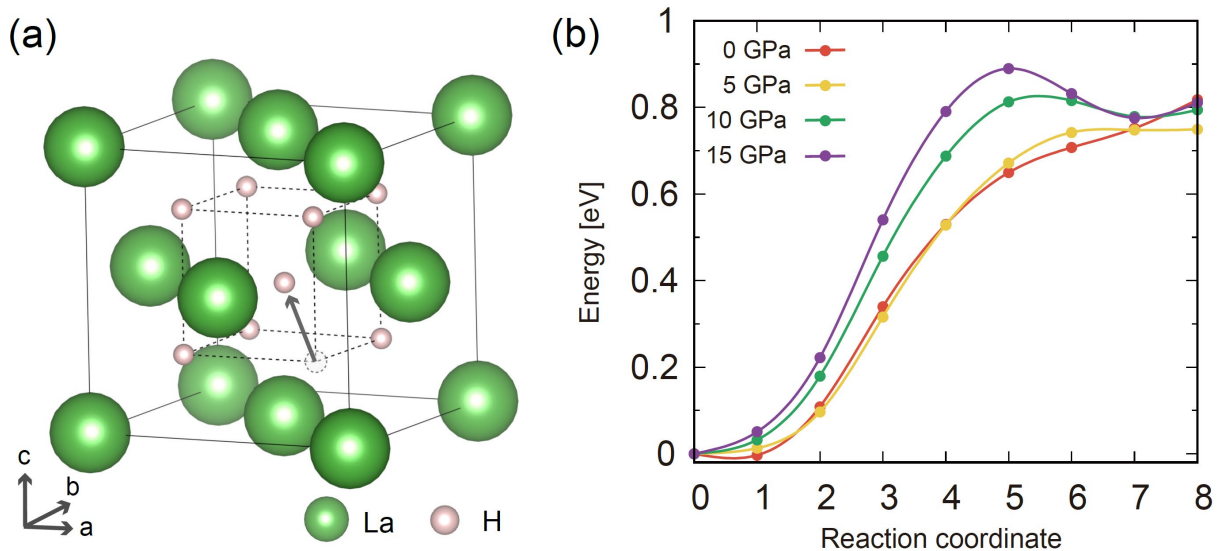 (a)
c
b
a
La
H
(b)
1
0.8
0.6
0.4
0.2
0
Energy [eV]
0 GPa
5 GPa
10 GPa
15 GPa
0 1 2 3 4 5 6 7 8
Reaction coordinate